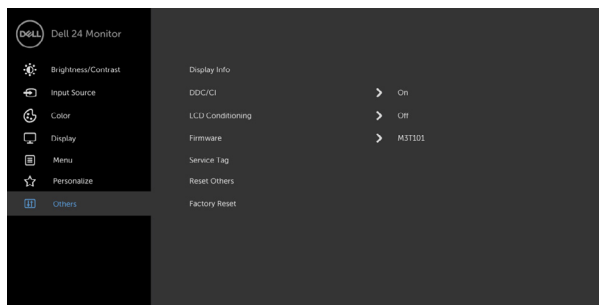 DELL Dell 24 Monitor
Brightness/Contrast Display Info
Input Source DDC/CI On
Color LCD Conditioning Off
Display Firmware M3T101
Menu Service Tag
Personalize Reset Others
Others Factory Reset